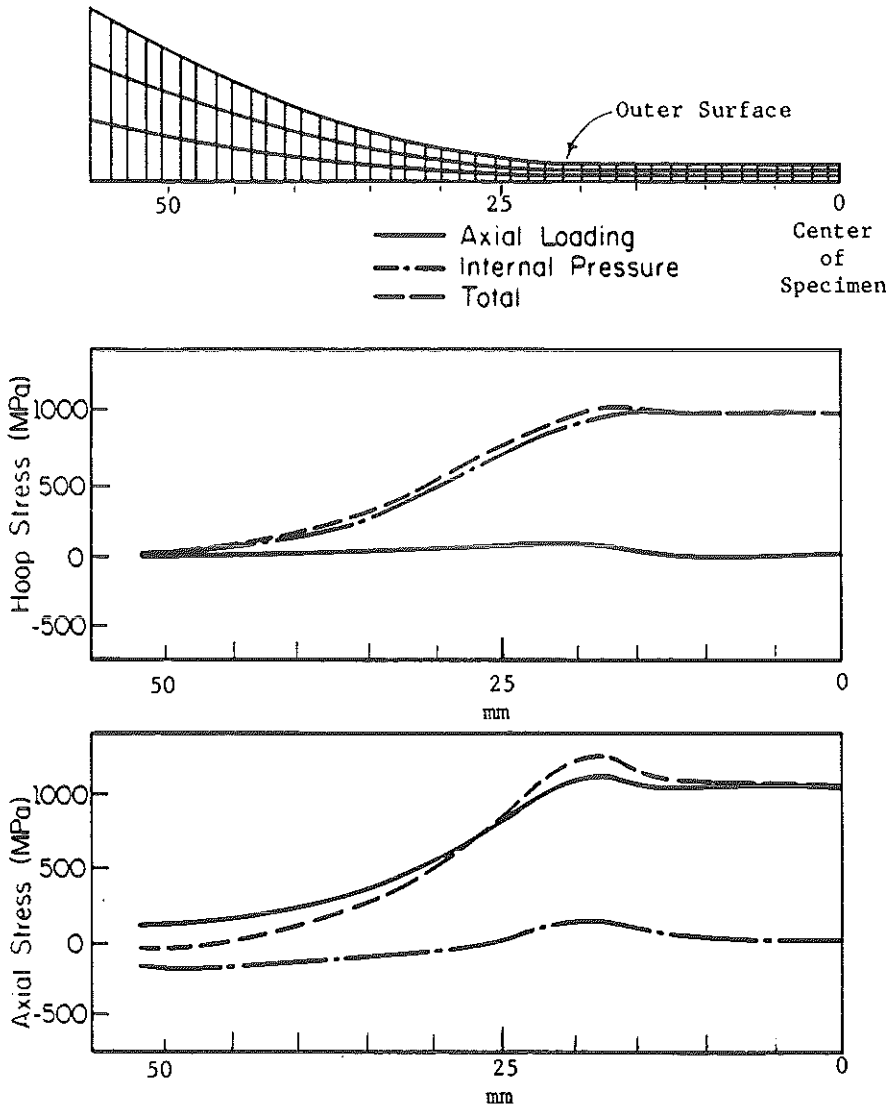 Outer Surface
50
25
0
Axial Loading
Internal Pressure
Total
Center
of
Specimen
Hoop Stress (MPa)
1000
500
0
-500
50
25
0
mm
Axial Stress (MPa)
1000
500
0
-500
50
25
0
mm